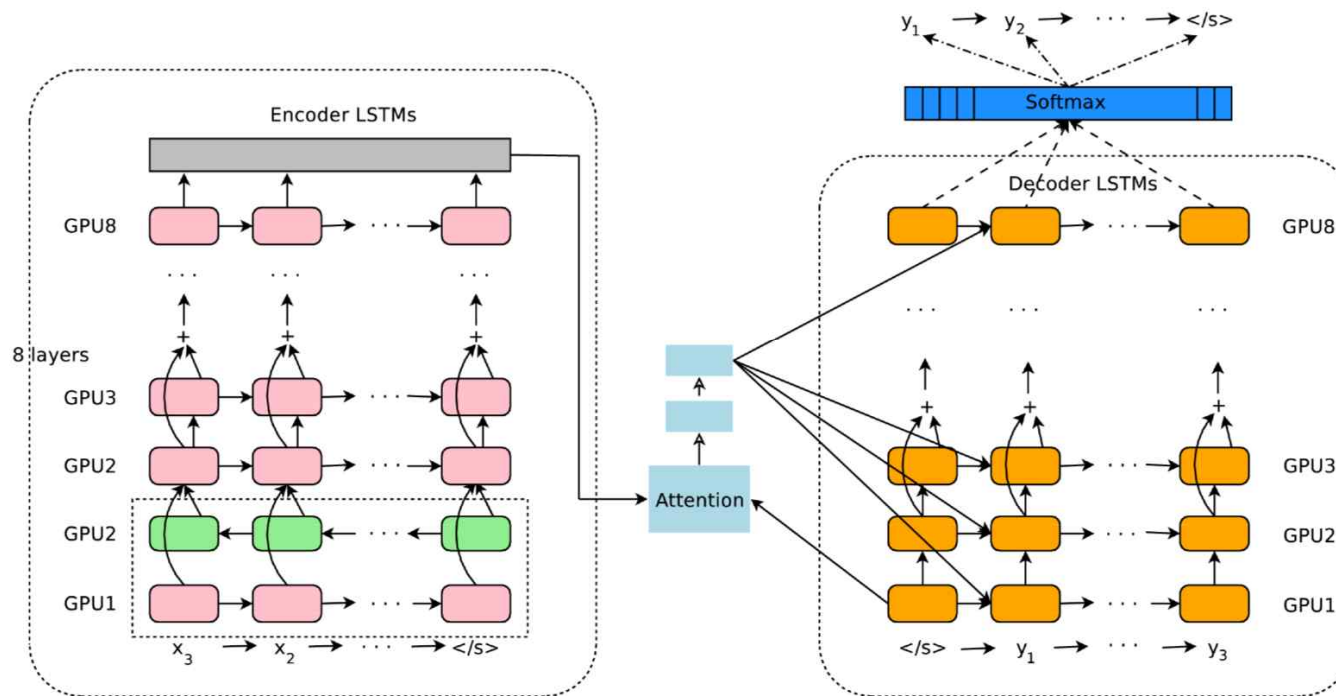 y1 y2 ··· </s>
Softmax
Encoder LSTMs
Decoder LSTMs
GPU8 ···
··· GPU8
··· ··· ···
··· ··· ···
+ + +
8 layers
GPU3 ···
+ + +
GPU2 ···
··· GPU3
Attention
GPU2 ···
··· GPU2
GPU1 ···
··· GPU1
x3 x2 ··· </s>
</s> y1 ··· y3